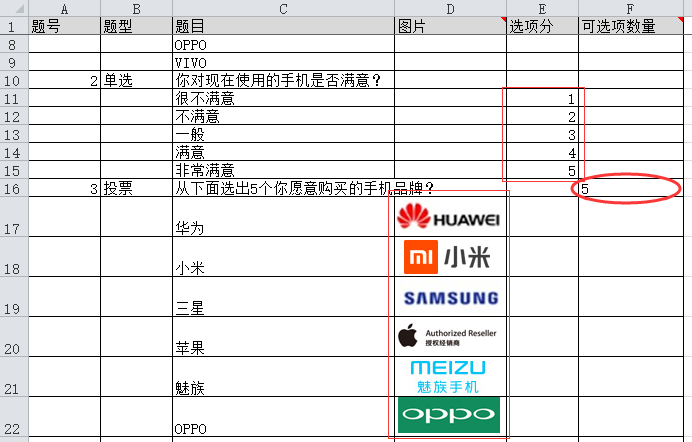 A B C D E F
1 题号 题型 题目 图片 选项分 可选项数量
8 OPPO
9 VIVO
10 2 单选 你对现在使用的手机是否满意？
11 很不满意 1
12 不满意 2
13 一般 3
14 满意 4
15 非常满意 5
16 3 投票 从下面选出5个你愿意购买的手机品牌？ 5
17 华为 HUAWEI
18 小米 MI 小米
19 三星 SAMSUNG
20 苹果 Authorized Reseller
授权经销商
21 魅族 MEIZU
魅族手机
22 OPPO oppo